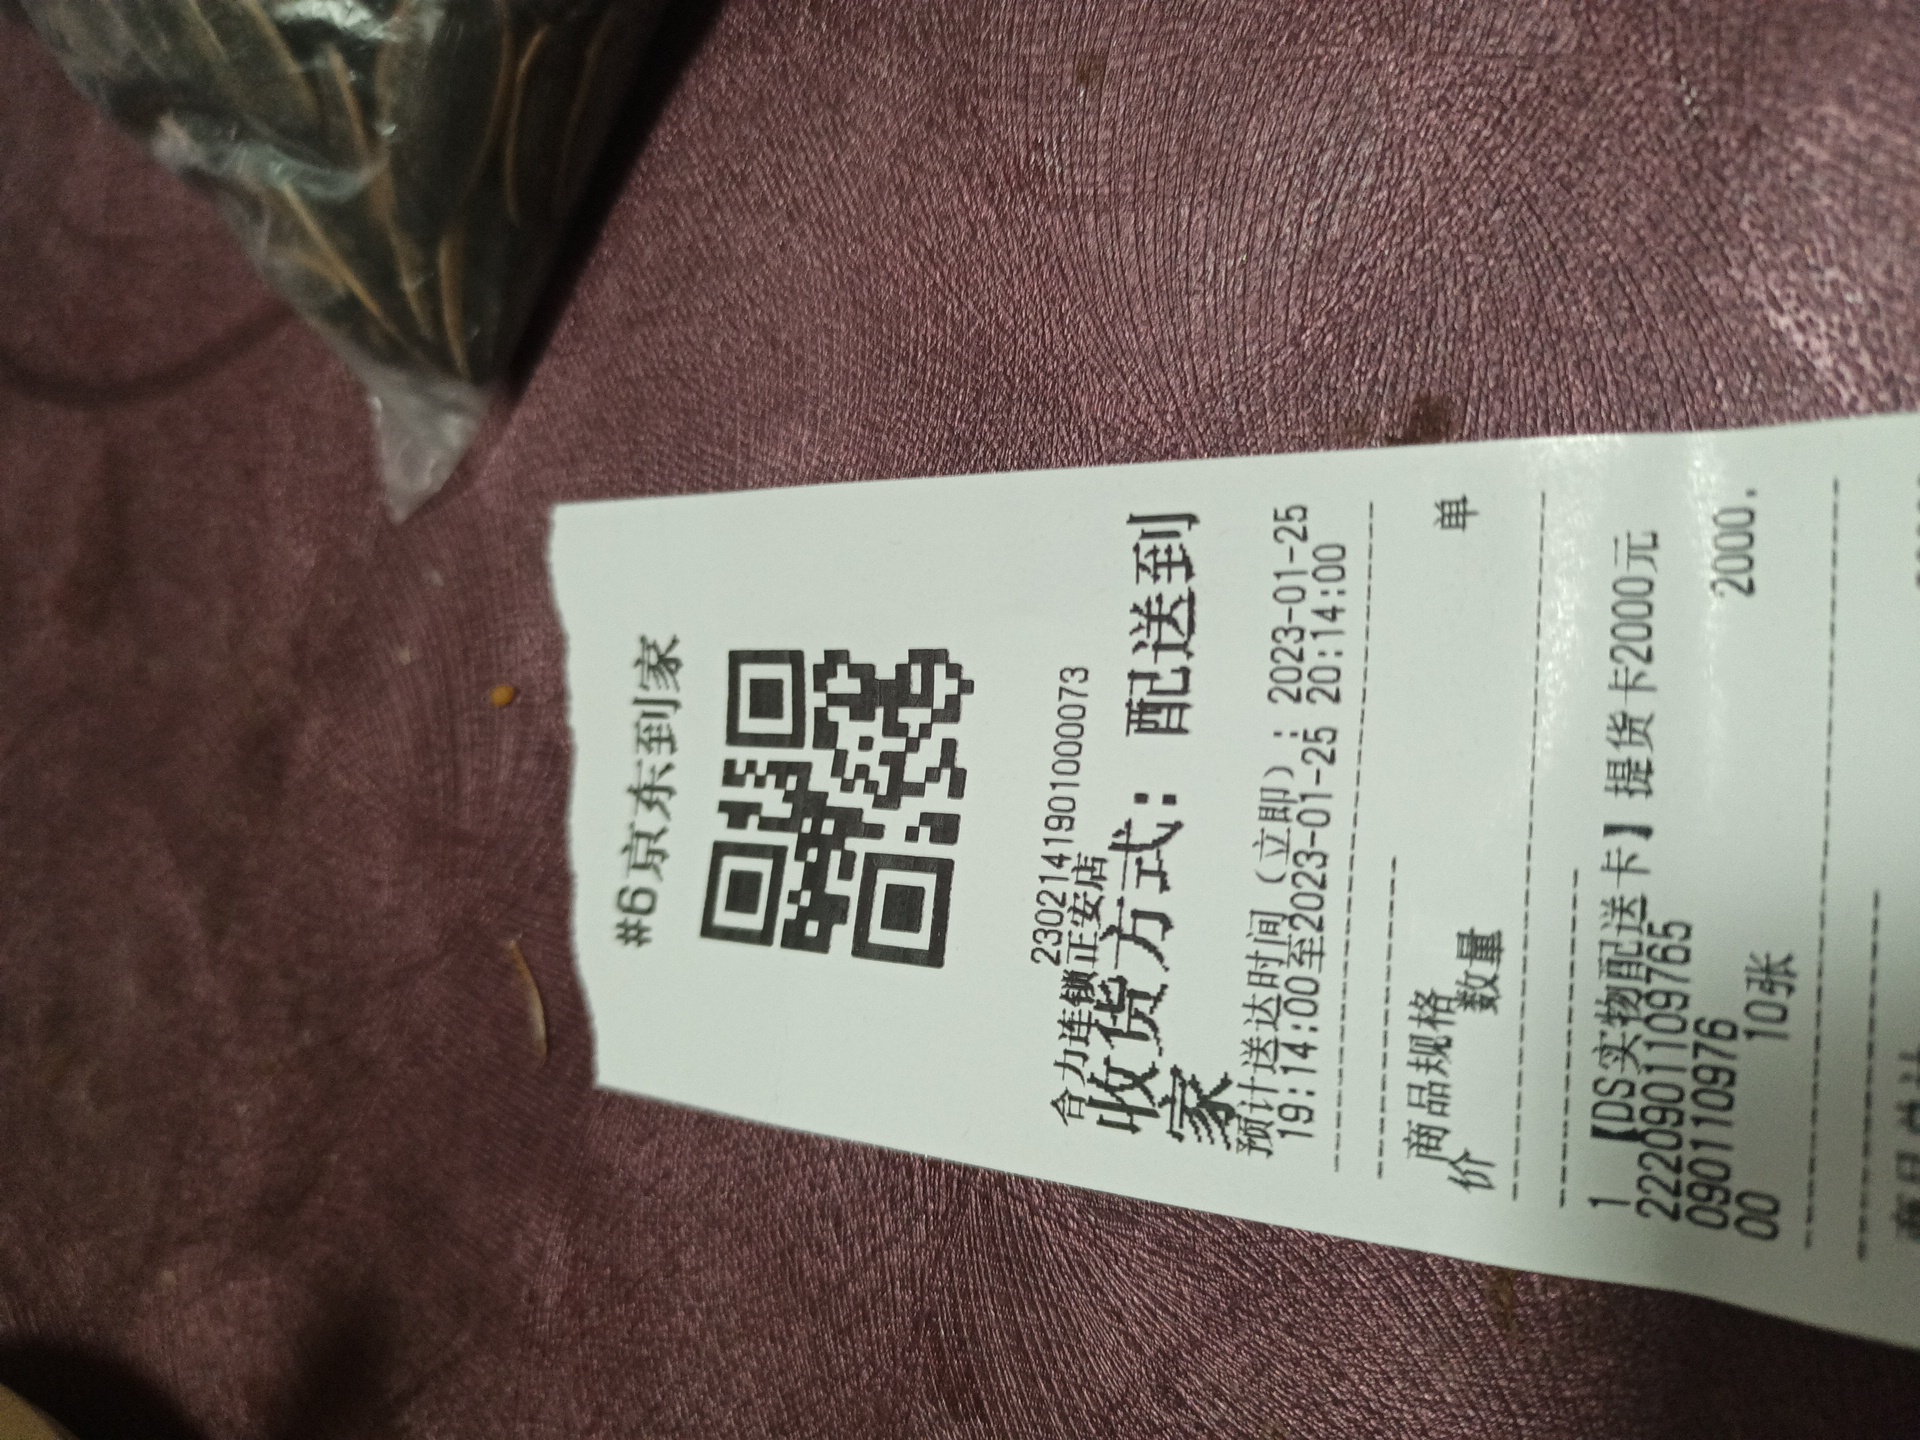 #6京东到家
2302141901000073
合力连锁正安店
收货方式：配送到
家
预计送达时间（立即）：2023-01-25
19:14:00至2023-01-25 20:14:00
商品规格 单
价 数量
1 【DS实物配送卡】提货卡2000元
2220901109765
0901110976 2000.
00 10张